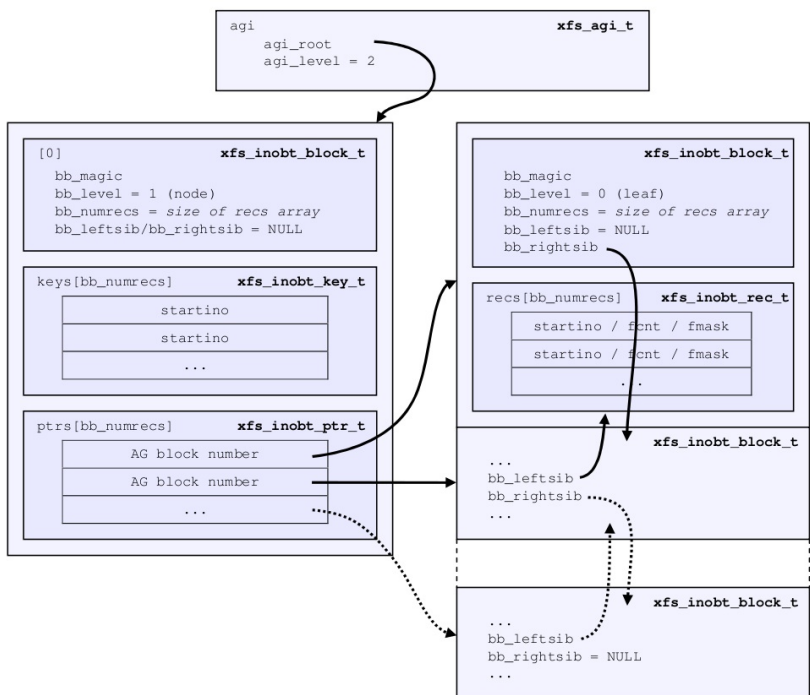 agi xfs_agi_t
agi_root
agi_level = 2
[0] xfs_inobt_block_t
bb_magic
bb_level = 1 (node)
bb_numrecs = size of recs array
bb_leftsib/bb_rightsib = NULL
keys[bb_numrecs] xfs_inobt_key_t
startino
startino
...
ptrs[bb_numrecs] xfs_inobt_ptr_t
AG block number
AG block number
...
xfs_inobt_block_t
bb_magic
bb_level = 0 (leaf)
bb_numrecs = size of recs array
bb_leftsib = NULL
bb_rightsib
recs[bb_numrecs] xfs_inobt_rec_t
startino / fcnt / fmask
startino / fcnt / fmask
...
xfs_inobt_block_t
...
bb_leftsib
bb_rightsib
...
xfs_inobt_block_t
...
bb_leftsib
bb_rightsib = NULL
...